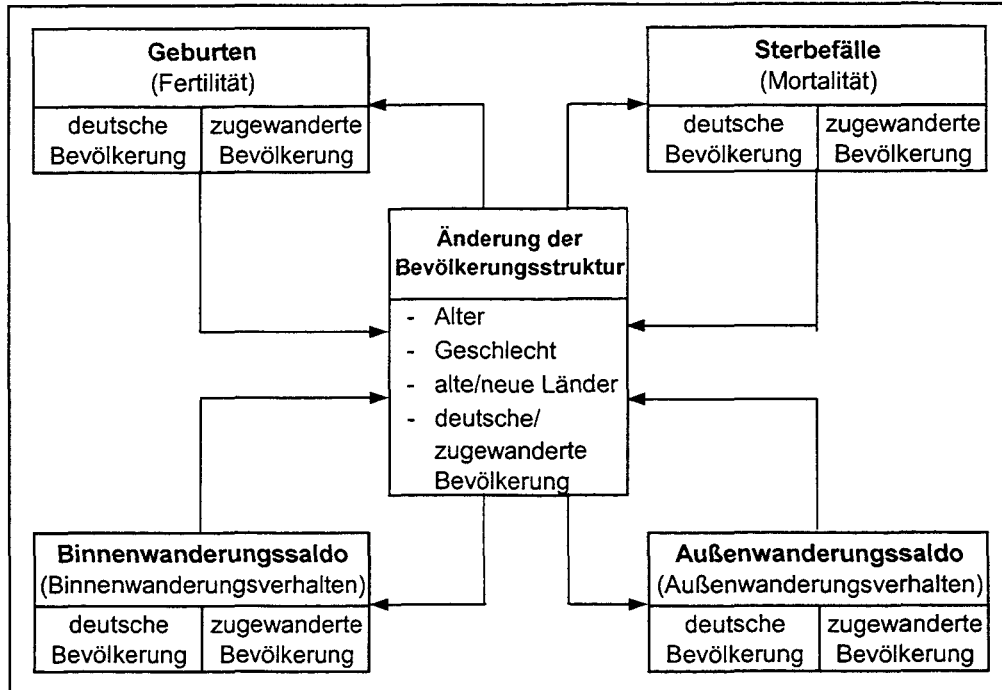 Geburten
(Fertilität)
deutsche
Bevölkerung
zugewanderte
Bevölkerung
Sterbefälle
(Mortalität)
deutsche
Bevölkerung
zugewanderte
Bevölkerung
Änderung der
Bevölkerungsstruktur
- Alter
- Geschlecht
- alte/neue Länder
- deutsche/
zugewanderte
Bevölkerung
Binnenwanderungssaldo
(Binnenwanderungsverhalten)
deutsche
Bevölkerung
zugewanderte
Bevölkerung
Außenwanderungssaldo
(Außenwanderungsverhalten)
deutsche
Bevölkerung
zugewanderte
Bevölkerung